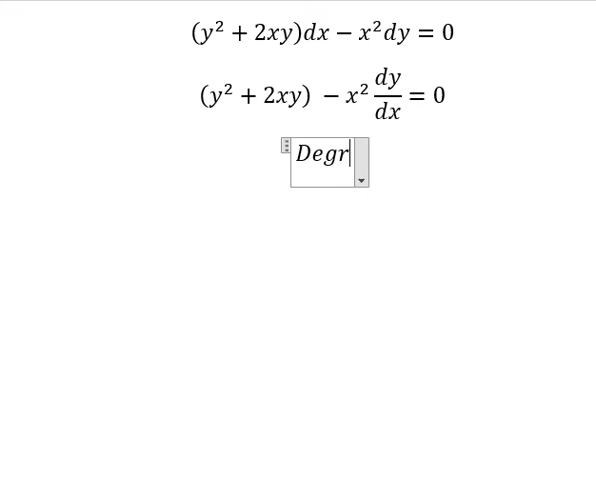 (y² + 2xy)dx − x²dy = 0
(y² + 2xy) − x² dy/dx = 0
Degr